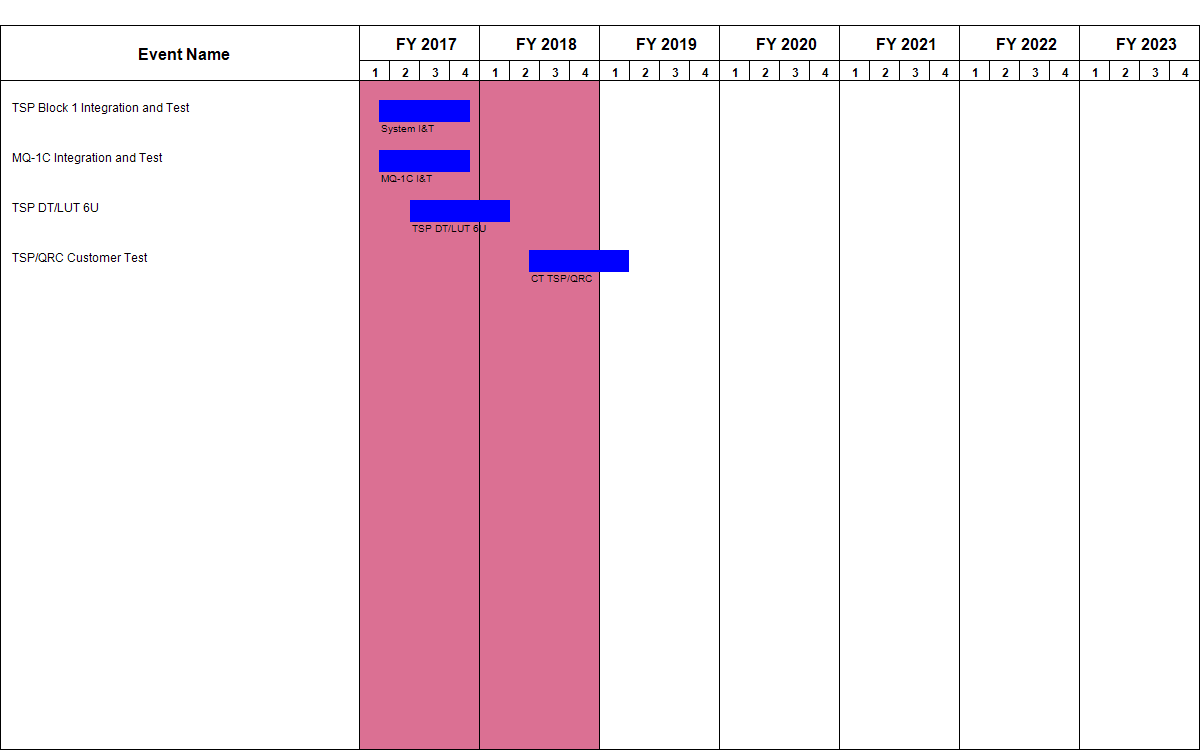 Event Name
FY 2017 FY 2018 FY 2019 FY 2020 FY 2021 FY 2022 FY 2023
1 2 3 4 1 2 3 4 1 2 3 4 1 2 3 4 1 2 3 4 1 2 3 4 1 2 3 4
TSP Block 1 Integration and Test
System I&T
MQ-1C Integration and Test
MQ-1C I&T
TSP DT/LUT 6U
TSP DT/LUT 6U
TSP/QRC Customer Test
CT TSP/QRC